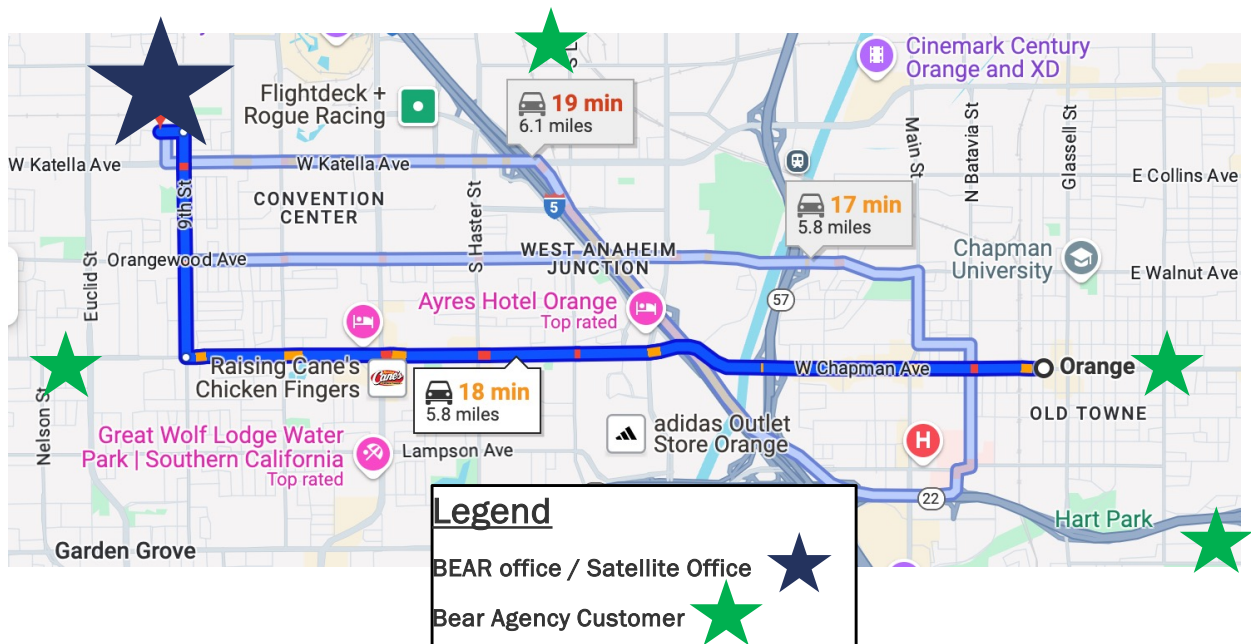 Cinemark Century
Orange and XD
Flightdeck +
Rogue Racing
19 min
6.1 miles
W Katella Ave
W Katella Ave
Main St
N Batavia St
Glassell St
E Collins Ave
9th St
CONVENTION
CENTER
S Haster St
5
17 min
5.8 miles
Euclid St
Orangewood Ave
WEST ANAHEIM
JUNCTION
Chapman
University
E Walnut Ave
57
Ayres Hotel Orange
Top rated
Raising Cane's
Chicken Fingers
Cane's
18 min
5.8 miles
W Chapman Ave
Orange
OLD TOWNE
Nelson St
adidas Outlet
Store Orange
H
Great Wolf Lodge Water
Park | Southern California
Top rated
Lampson Ave
22
Hart Park
Garden Grove
Legend
BEAR office / Satellite Office
Bear Agency Customer